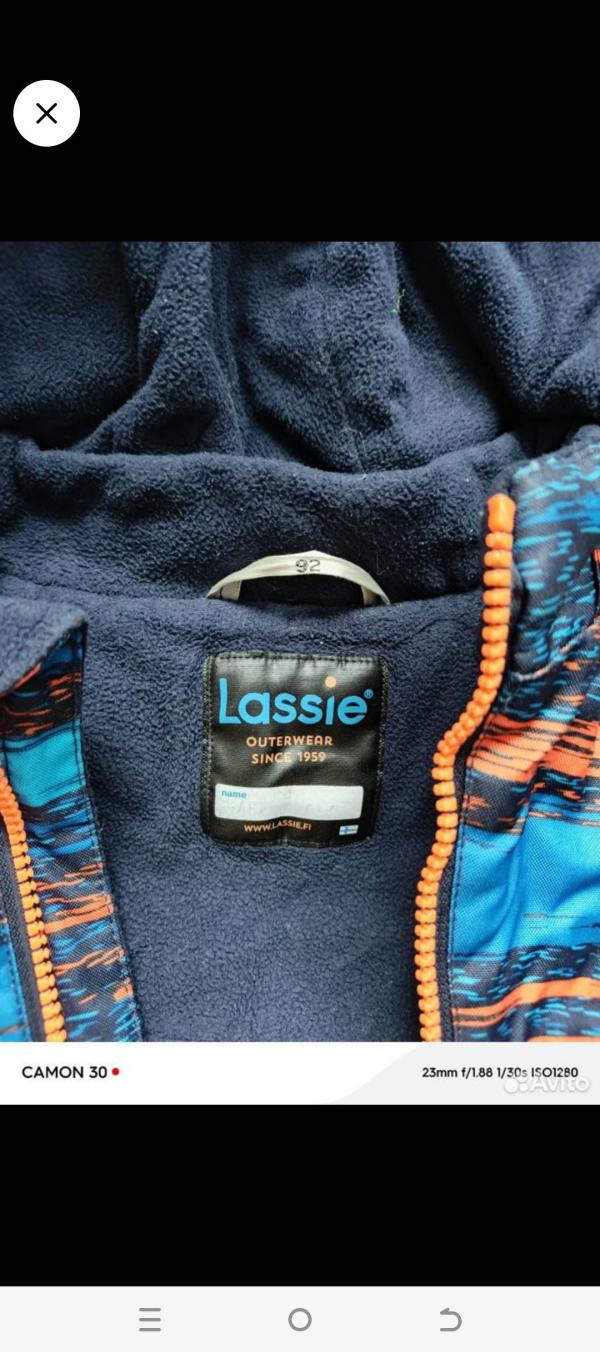 92
Lassie®
OUTERWEAR
SINCE 1959
name
WWW.LASSIE.FI
CAMON 30
23mm f/1.88 1/30s ISO1280
Avito